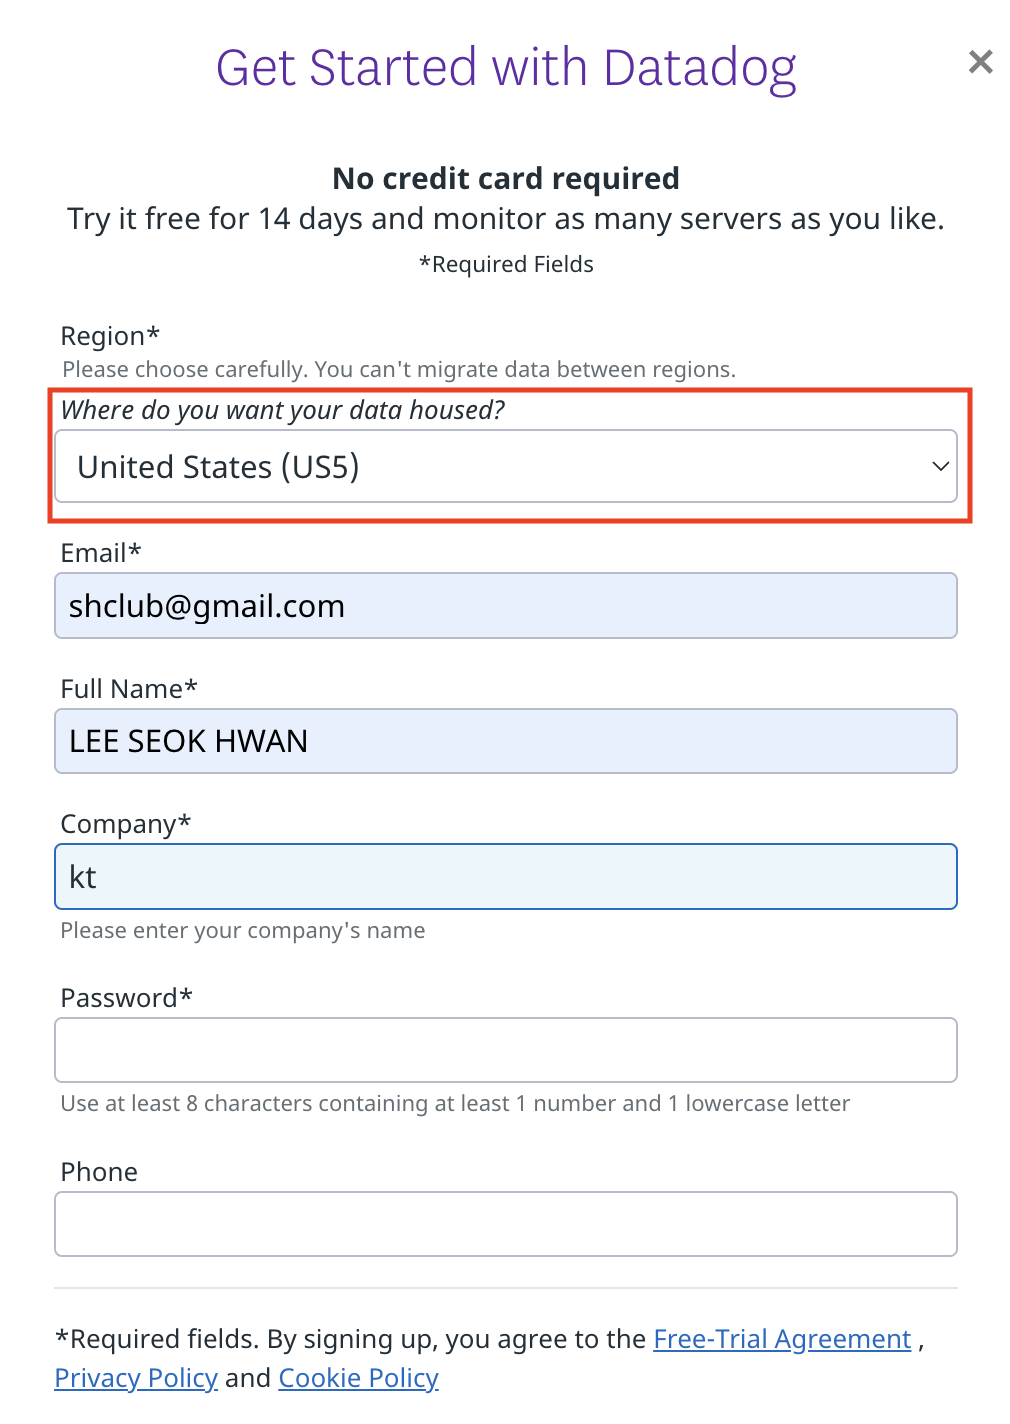 Get Started with Datadog
No credit card required
Try it free for 14 days and monitor as many servers as you like.
*Required Fields
Region*
Please choose carefully. You can't migrate data between regions.
Where do you want your data housed?
United States (US5)
Email*
shclub@gmail.com
Full Name*
LEE SEOK HWAN
Company*
kt
Please enter your company's name
Password*
Use at least 8 characters containing at least 1 number and 1 lowercase letter
Phone
*Required fields. By signing up, you agree to the Free-Trial Agreement ,
Privacy Policy and Cookie Policy